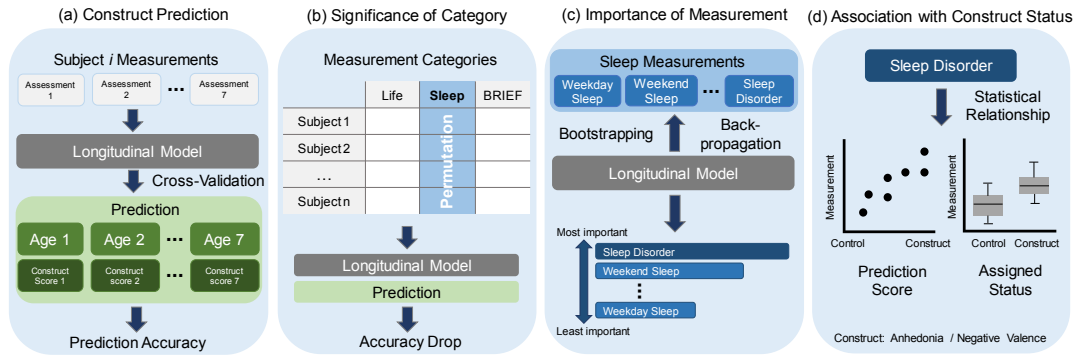 (a) Construct Prediction
Subject i Measurements
Assessment
1
Assessment
2
...
Assessment
7
Longitudinal Model
Cross-Validation
Prediction
Age 1
Age 2
...
Age 7
Construct
Score 1
Construct
score 2
...
Construct
score 7
Prediction Accuracy
(b) Significance of Category
Measurement Categories
Life
Sleep
BRIEF
Subject 1
Subject 2
...
Subject n
Permutation
Longitudinal Model
Prediction
Accuracy Drop
(c) Importance of Measurement
Sleep Measurements
Weekday
Sleep
Weekend
Sleep
...
Sleep
Disorder
Bootstrapping
Back-
propagation
Longitudinal Model
Most important
Sleep Disorder
Weekend Sleep
Weekday Sleep
Least important
(d) Association with Construct Status
Sleep Disorder
Statistical
Relationship
Measurement
Control
Construct
Prediction
Score
Measurement
Control
Construct
Assigned
Status
Construct: Anhedonia / Negative Valence